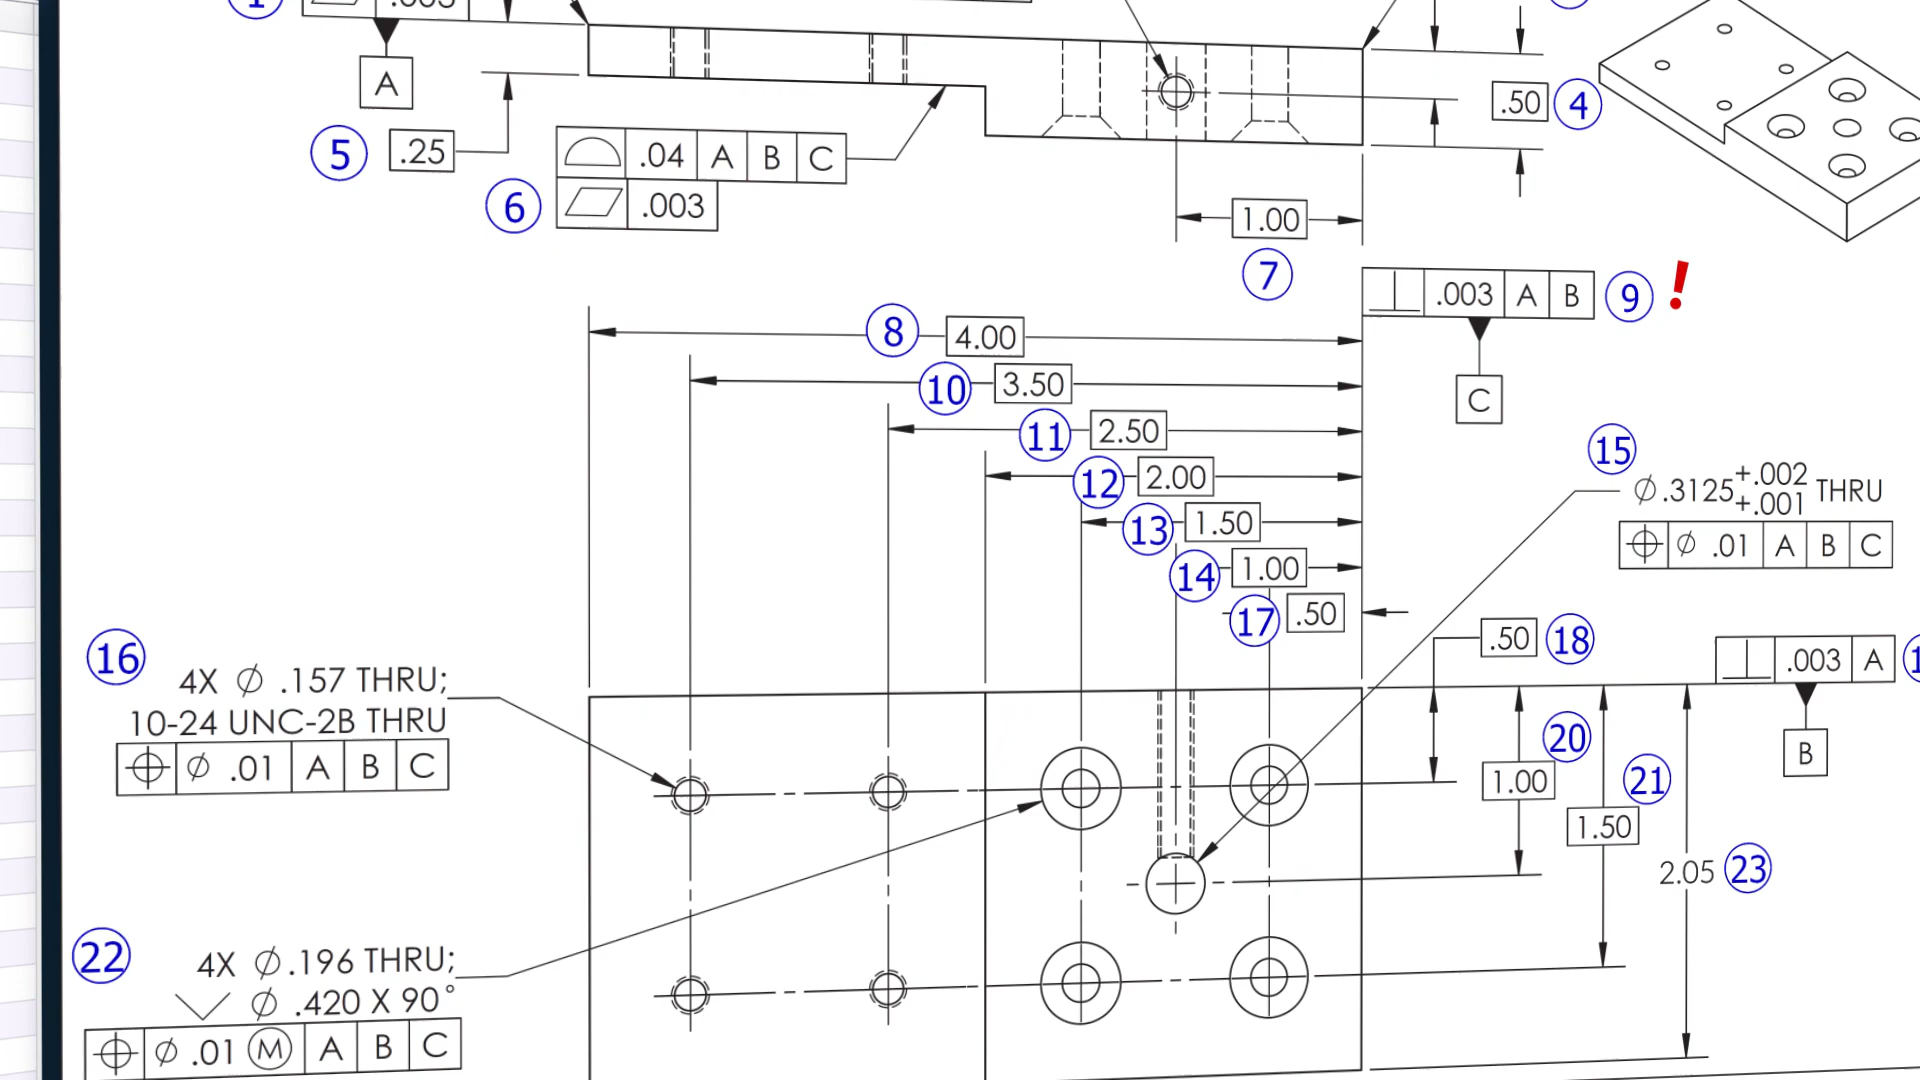 1 .003
A
.50 4
5 .25
.04 A B C
6 .003
1.00
7
.003 A B 9 !
C
8 4.00
10 3.50
11 2.50
12 2.00
13 1.50
14 1.00
17 .50
15
⌀.3125 +.002 +.001 THRU
⌀ .01 A B C
.50 18
.003 A
B
16
4X ⌀ .157 THRU;
10-24 UNC-2B THRU
⌀ .01 A B C
20
1.00
21
1.50
2.05 23
22
4X ⌀.196 THRU;
⌀ .420 X 90°
⌀ .01 Ⓜ A B C